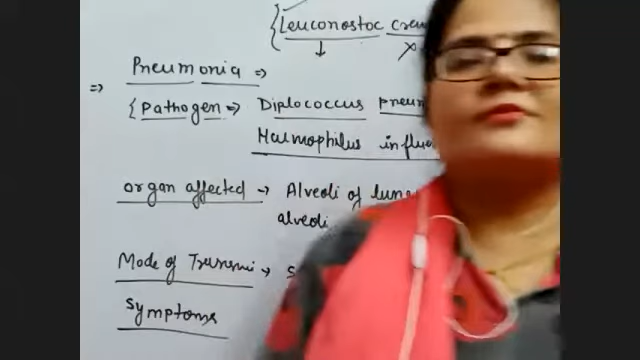 { Leuconostoc
↓
⇒ Pneumonia ⇒
{ Pathogen → Diplococcus
Haemophilus
organ affected → Alveoli of
alveoli
Mode of Transmi →
Symptoms